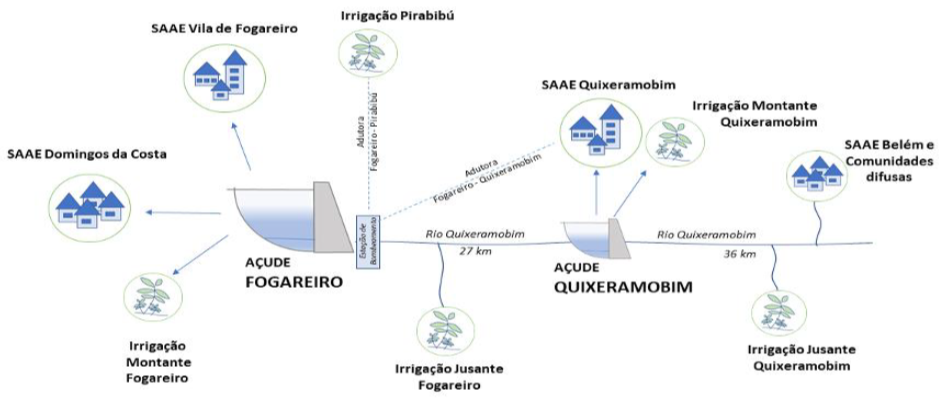 Irrigação Pirabibú
SAAE Vila de Fogareiro
SAAE Quixeramobim
Irrigação Montante
Quixeramobim
SAAE Belém e
Comunidades
difusas
SAAE Domingos da Costa
Adutora
Fogareiro- Pirabibú
Adutora
Fogareiro - Quixeramobim
Estação de
Bombeamento
Rio Quixeramobim
27 km
Rio Quixeramobim
36 km
AÇUDE
FOGAREIRO
AÇUDE
QUIXERAMOBIM
Irrigação
Montante
Fogareiro
Irrigação Jusante
Fogareiro
Irrigação Jusante
Quixeramobim